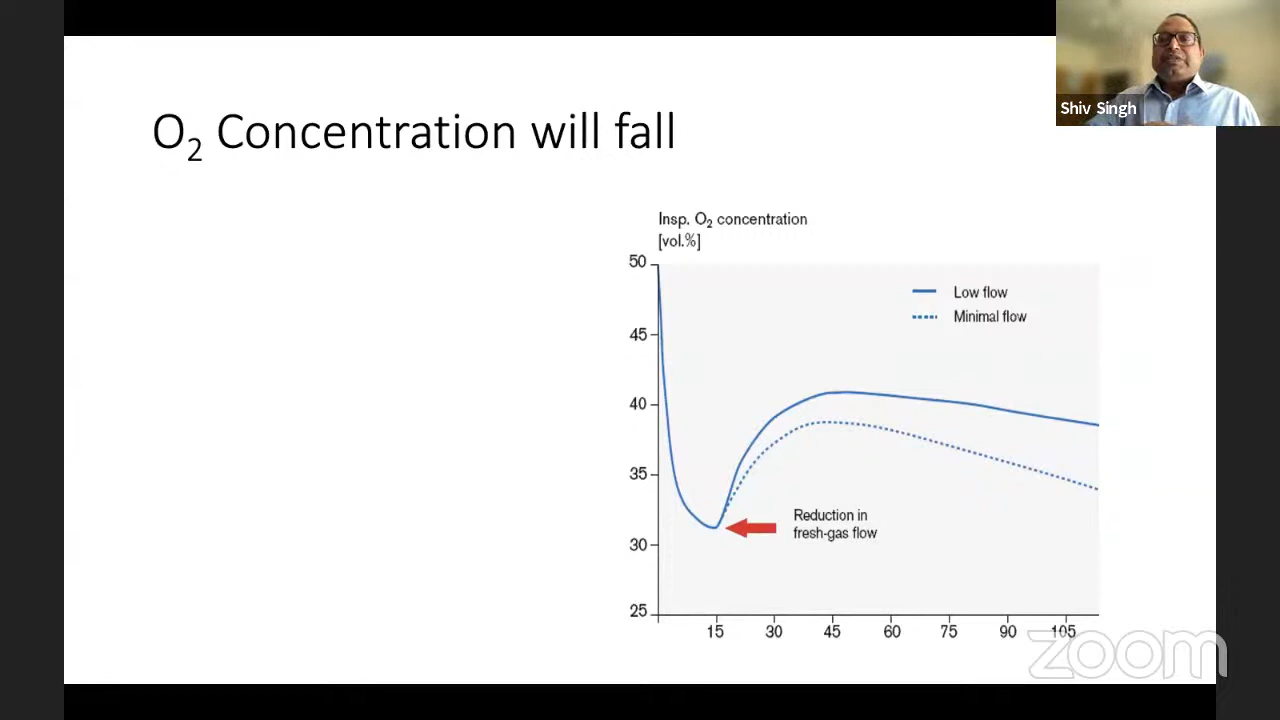 Shiv Singh
O2 Concentration will fall
Insp. O2 concentration
[vol.%]
50
45
40
35
30
25
Low flow
Minimal flow
Reduction in
fresh-gas flow
15 30 45 60 75 90 105
zoom